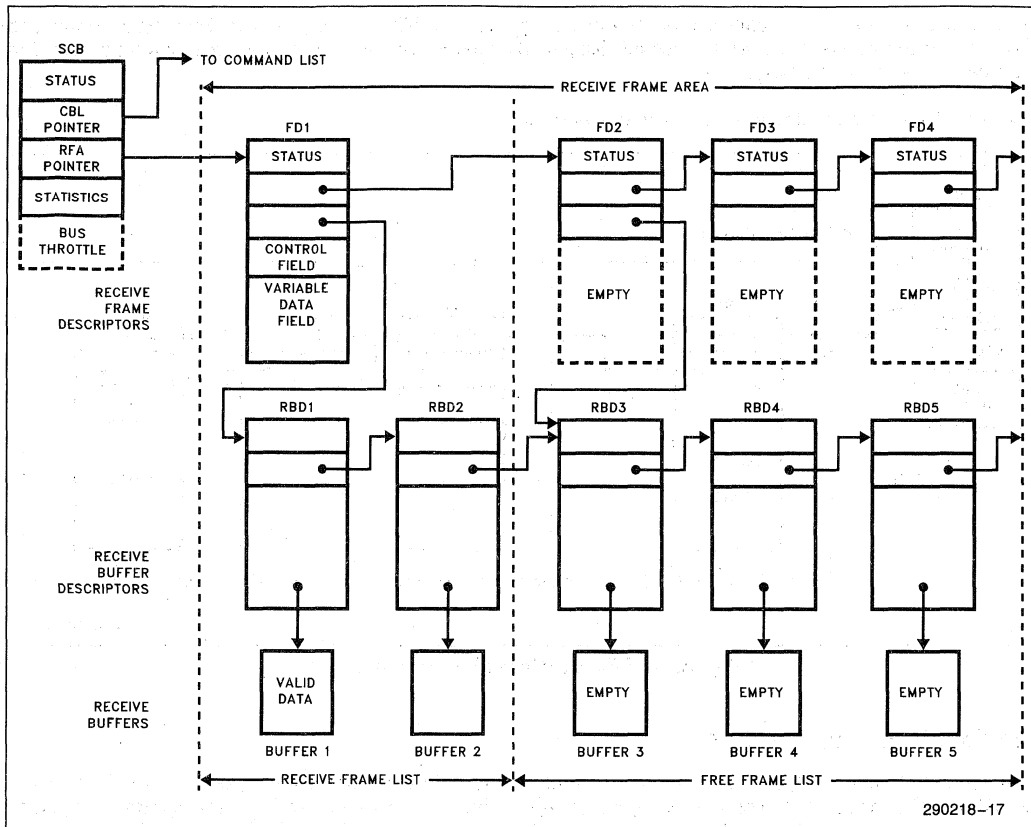 SCB
STATUS
CBL
POINTER
RFA
POINTER
STATISTICS
BUS
THROTTLE
TO COMMAND LIST
RECEIVE FRAME AREA
FD1
STATUS
CONTROL
FIELD
VARIABLE
DATA
FIELD
FD2
STATUS
EMPTY
FD3
STATUS
EMPTY
FD4
STATUS
EMPTY
RECEIVE
FRAME
DESCRIPTORS
RBD1
RBD2
RBD3
RBD4
RBD5
RECEIVE
BUFFER
DESCRIPTORS
VALID
DATA
EMPTY
EMPTY
EMPTY
RECEIVE
BUFFERS
BUFFER 1
BUFFER 2
BUFFER 3
BUFFER 4
BUFFER 5
RECEIVE FRAME LIST
FREE FRAME LIST
290218-17